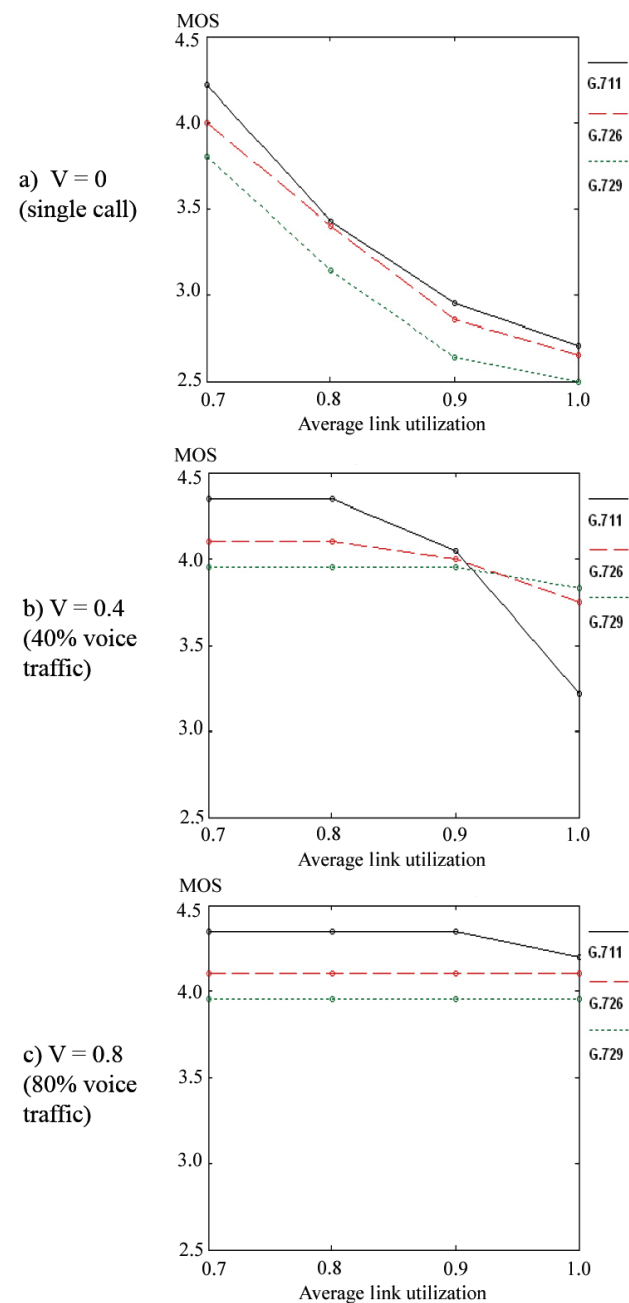 MOS
4.5
4.0
3.5
3.0
2.5
0.7 0.8 0.9 1.0
Average link utilization
a) V = 0
(single call)
G.711
G.726
G.729
MOS
4.5
4.0
3.5
3.0
2.5
0.7 0.8 0.9 1.0
Average link utilization
b) V = 0.4
(40% voice
traffic)
G.711
G.726
G.729
MOS
4.5
4.0
3.5
3.0
2.5
0.7 0.8 0.9 1.0
Average link utilization
c) V = 0.8
(80% voice
traffic)
G.711
G.726
G.729